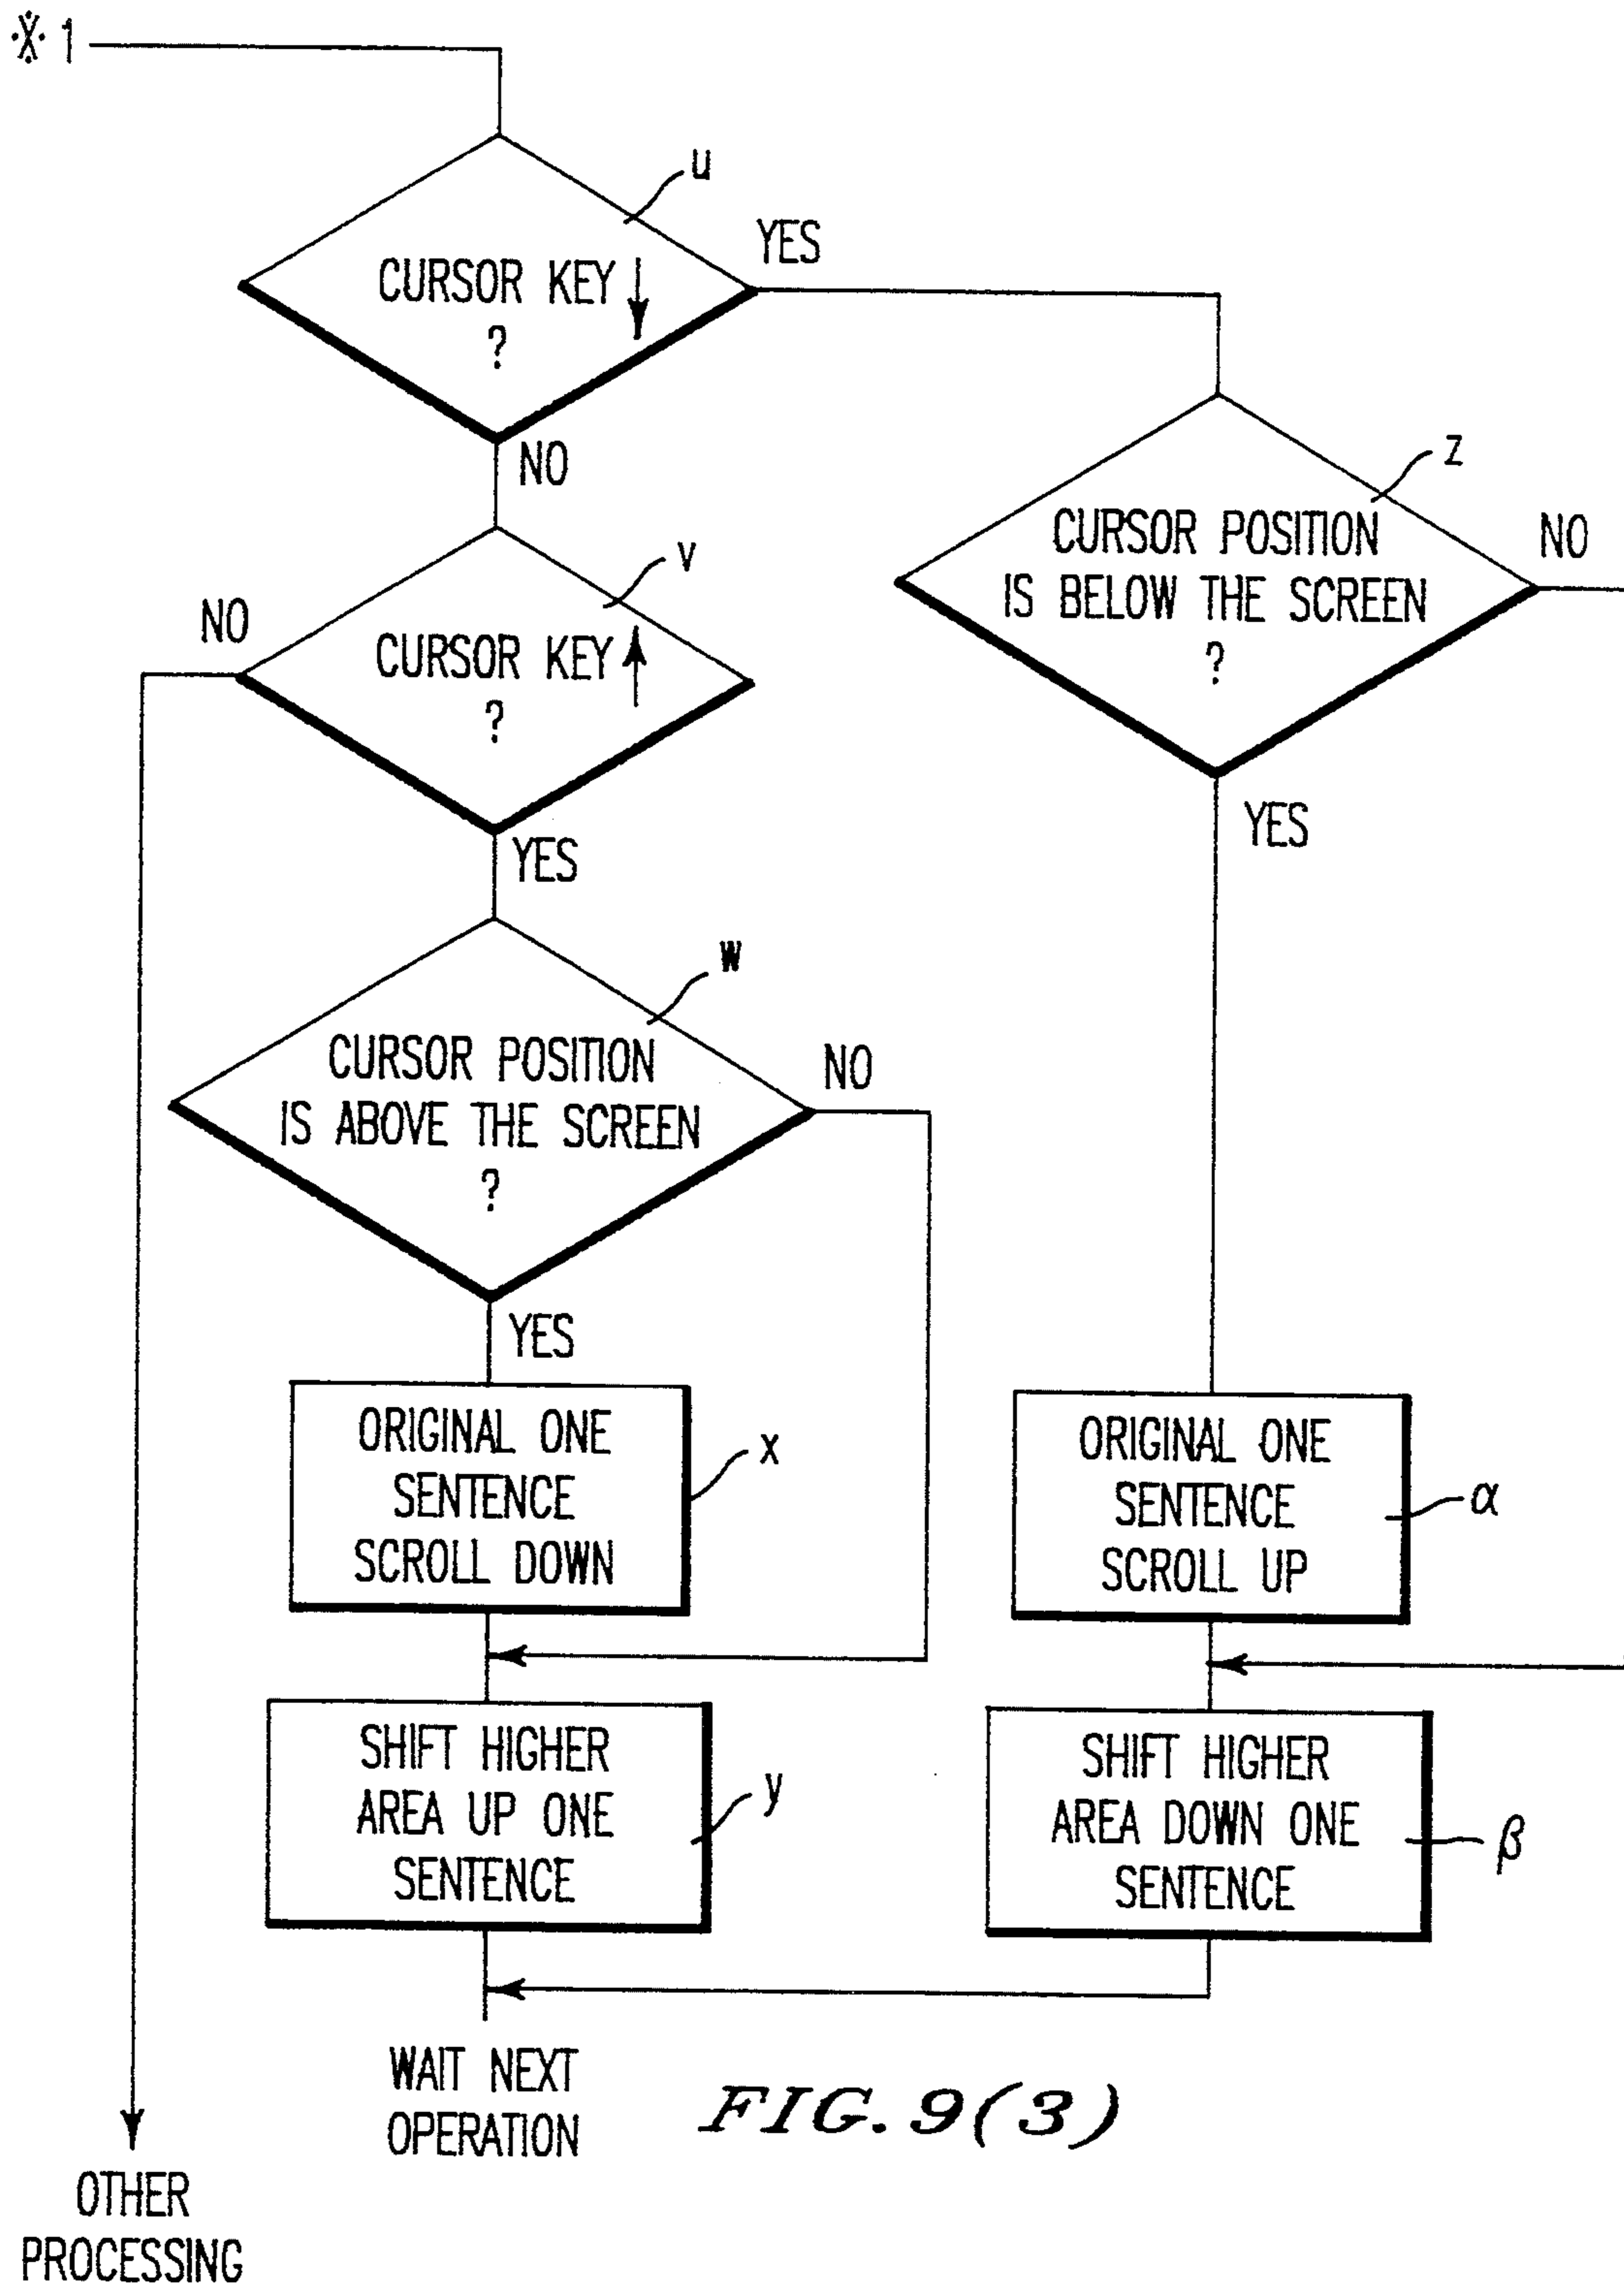 ※1
u
CURSOR KEY ↓
?
YES
NO
z
CURSOR POSITION
IS BELOW THE SCREEN
?
NO
YES
v
CURSOR KEY ↑
?
NO
YES
w
CURSOR POSITION
IS ABOVE THE SCREEN
?
NO
YES
ORIGINAL ONE
SENTENCE
SCROLL DOWN
x
ORIGINAL ONE
SENTENCE
SCROLL UP
α
SHIFT HIGHER
AREA UP ONE
SENTENCE
y
SHIFT HIGHER
AREA DOWN ONE
SENTENCE
β
WAIT NEXT
OPERATION
FIG. 9(3)
OTHER
PROCESSING